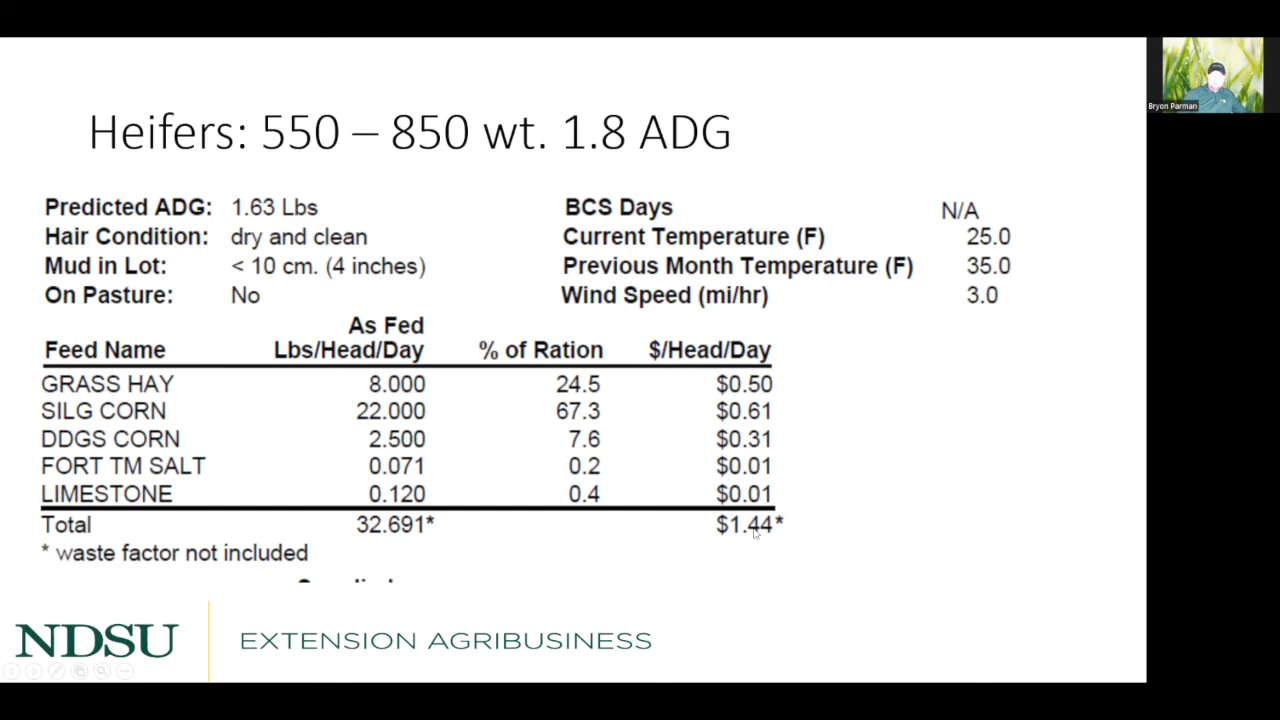 Bryon Parman
Heifers: 550 – 850 wt. 1.8 ADG
Predicted ADG: 1.63 Lbs BCS Days N/A
Hair Condition: dry and clean Current Temperature (F) 25.0
Mud in Lot: < 10 cm. (4 inches) Previous Month Temperature (F) 35.0
On Pasture: No Wind Speed (mi/hr) 3.0
As Fed
Feed Name Lbs/Head/Day % of Ration $/Head/Day
GRASS HAY 8.000 24.5 $0.50
SILG CORN 22.000 67.3 $0.61
DDGS CORN 2.500 7.6 $0.31
FORT TM SALT 0.071 0.2 $0.01
LIMESTONE 0.120 0.4 $0.01
Total 32.691* $1.44*
* waste factor not included
NDSU EXTENSION AGRIBUSINESS